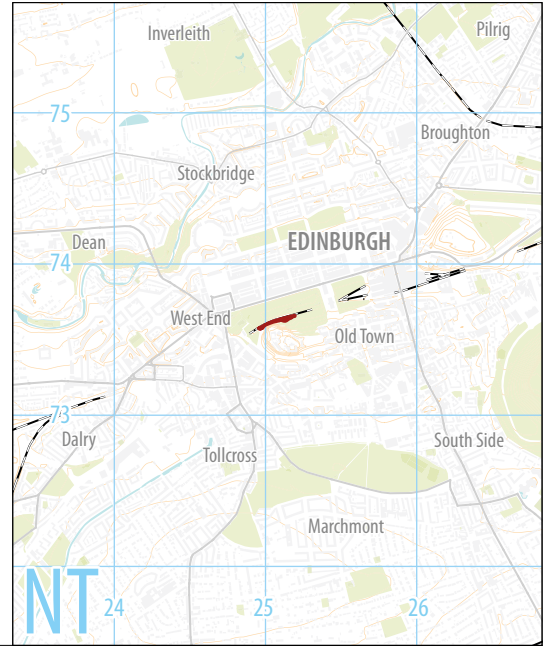 Inverleith
Pilrig
75
Broughton
Stockbridge
Dean
EDINBURGH
74
West End
Old Town
73
Dalry
Tollcross
South Side
Marchmont
NT
24
25
26